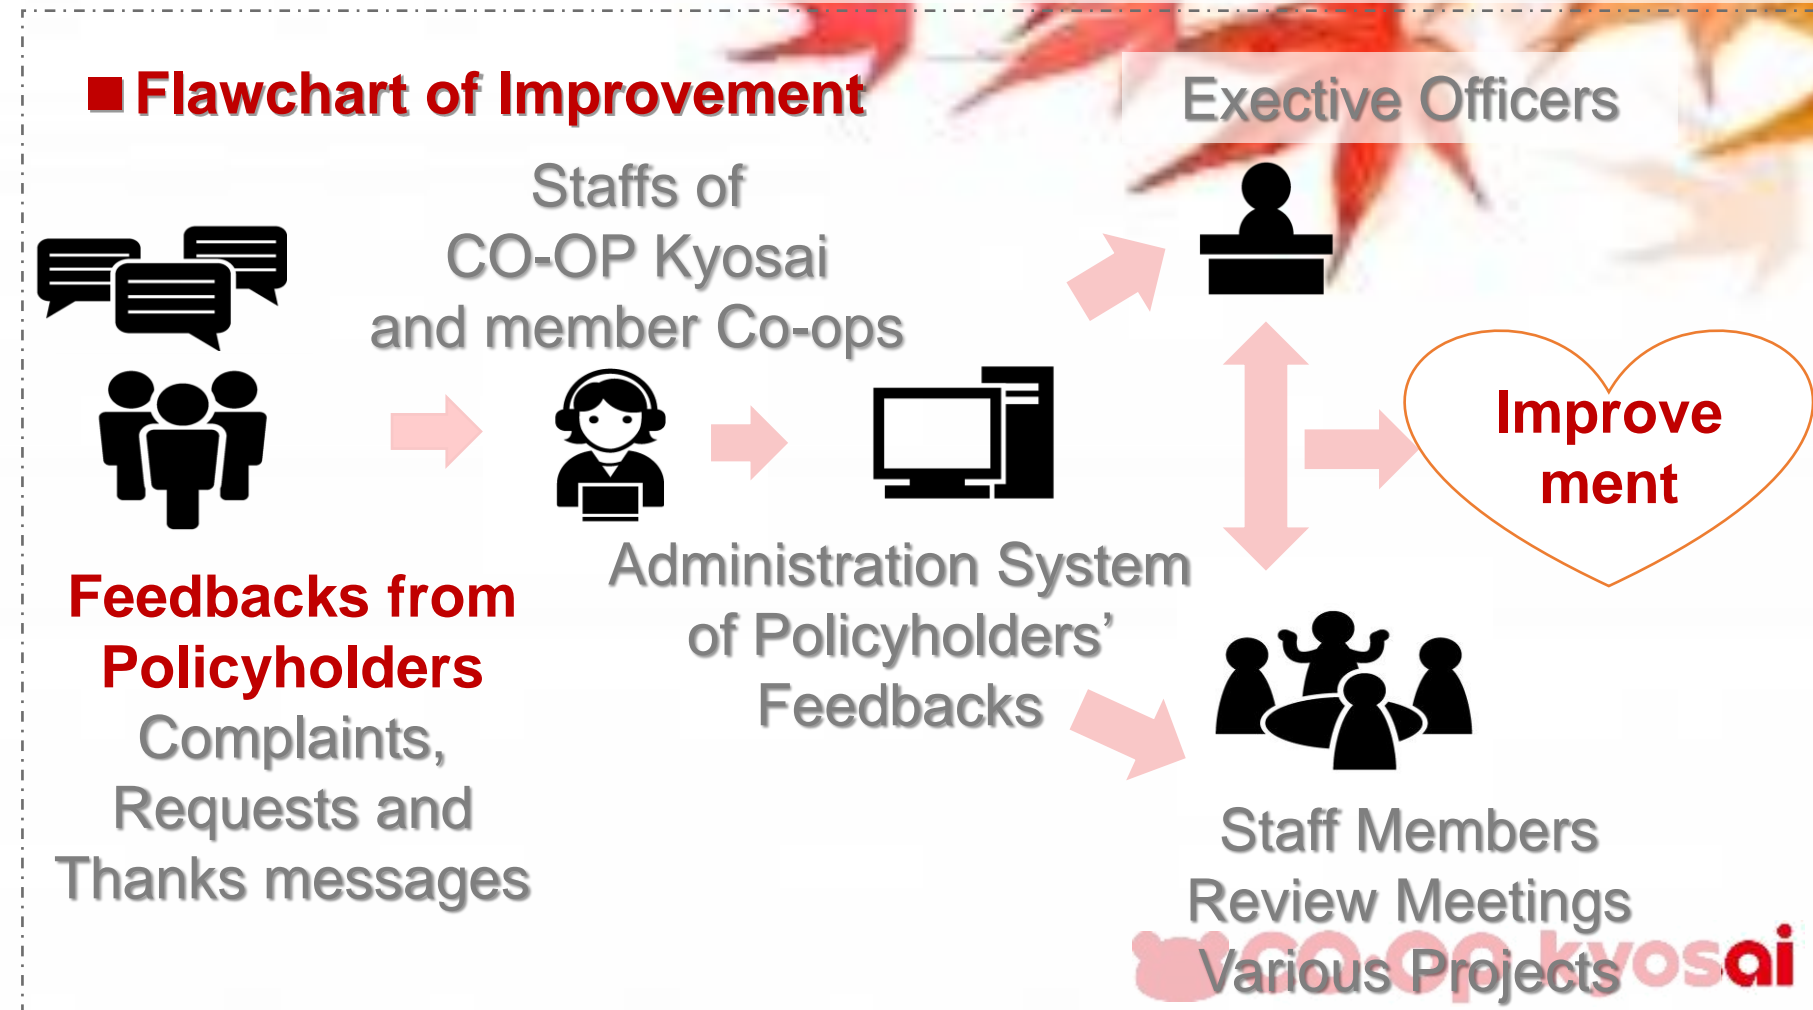 ■ Flawchart of Improvement
Exective Officers
Staffs of
CO-OP Kyosai
and member Co-ops
Improve
ment
Feedbacks from
Policyholders
Complaints,
Requests and
Thanks messages
Administration System
of Policyholders’
Feedbacks
Staff Members
Review Meetings
Various Projects
CO·OP kyosai